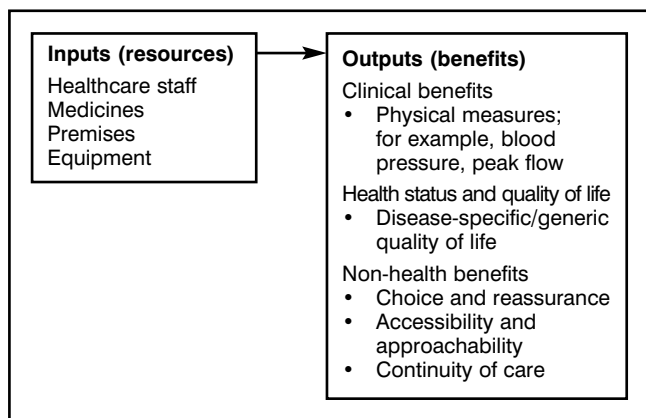 Inputs (resources)
Healthcare staff
Medicines
Premises
Equipment
Outputs (benefits)
Clinical benefits
• Physical measures;
for example, blood
pressure, peak flow
Health status and quality of life
• Disease-specific/generic
quality of life
Non-health benefits
• Choice and reassurance
• Accessibility and
approachability
• Continuity of care